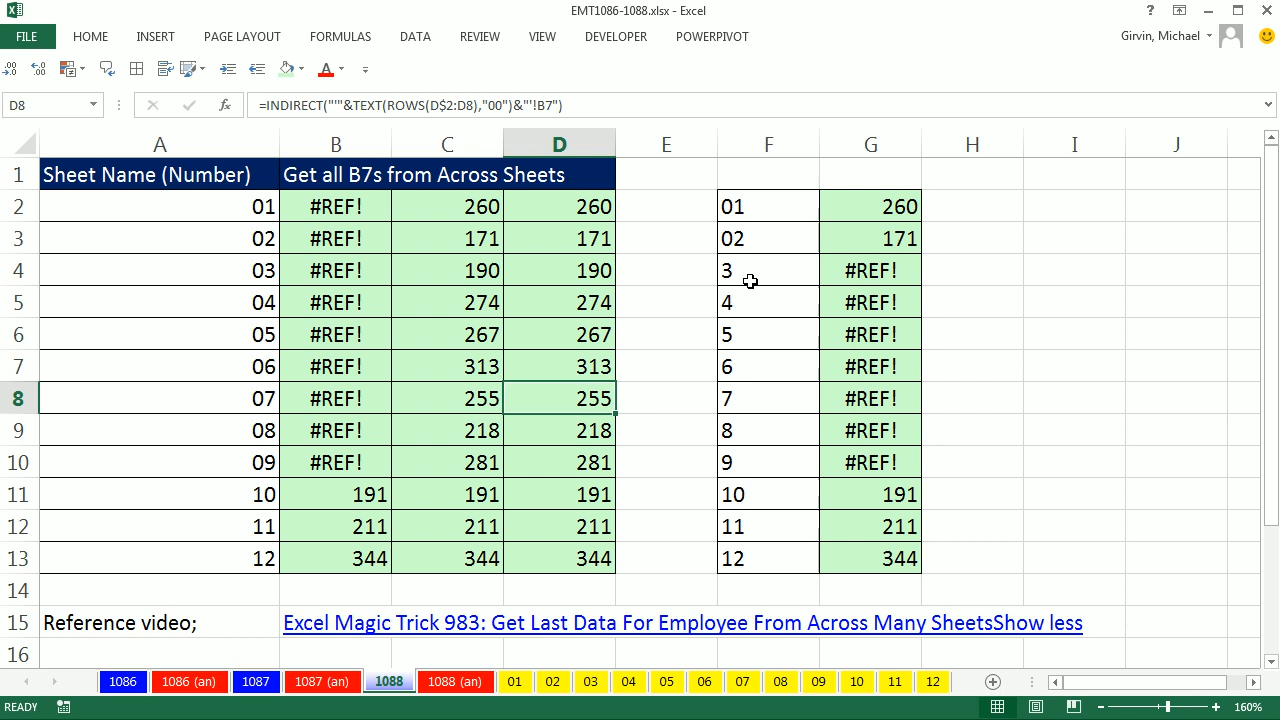 EMT1086-1088.xlsx - Excel
?
FILE HOME INSERT PAGE LAYOUT FORMULAS DATA REVIEW VIEW DEVELOPER POWERPIVOT Girvin, Michael
D8 fx =INDIRECT("'"&TEXT(ROWS(D$2:D8),"00")&"'!B7")
A B C D E F G H I J
1 Sheet Name (Number) Get all B7s from Across Sheets
2 01 #REF! 260 260 01 260
3 02 #REF! 171 171 02 171
4 03 #REF! 190 190 3 #REF!
5 04 #REF! 274 274 4 #REF!
6 05 #REF! 267 267 5 #REF!
7 06 #REF! 313 313 6 #REF!
8 07 #REF! 255 255 7 #REF!
9 08 #REF! 218 218 8 #REF!
10 09 #REF! 281 281 9 #REF!
11 10 191 191 191 10 191
12 11 211 211 211 11 211
13 12 344 344 344 12 344
14
15 Reference video; Excel Magic Trick 983: Get Last Data For Employee From Across Many SheetsShow less
16
1086 1086 (an) 1087 1087 (an) 1088 1088 (an) 01 02 03 04 05 06 07 08 09 10 11 12
READY 160%